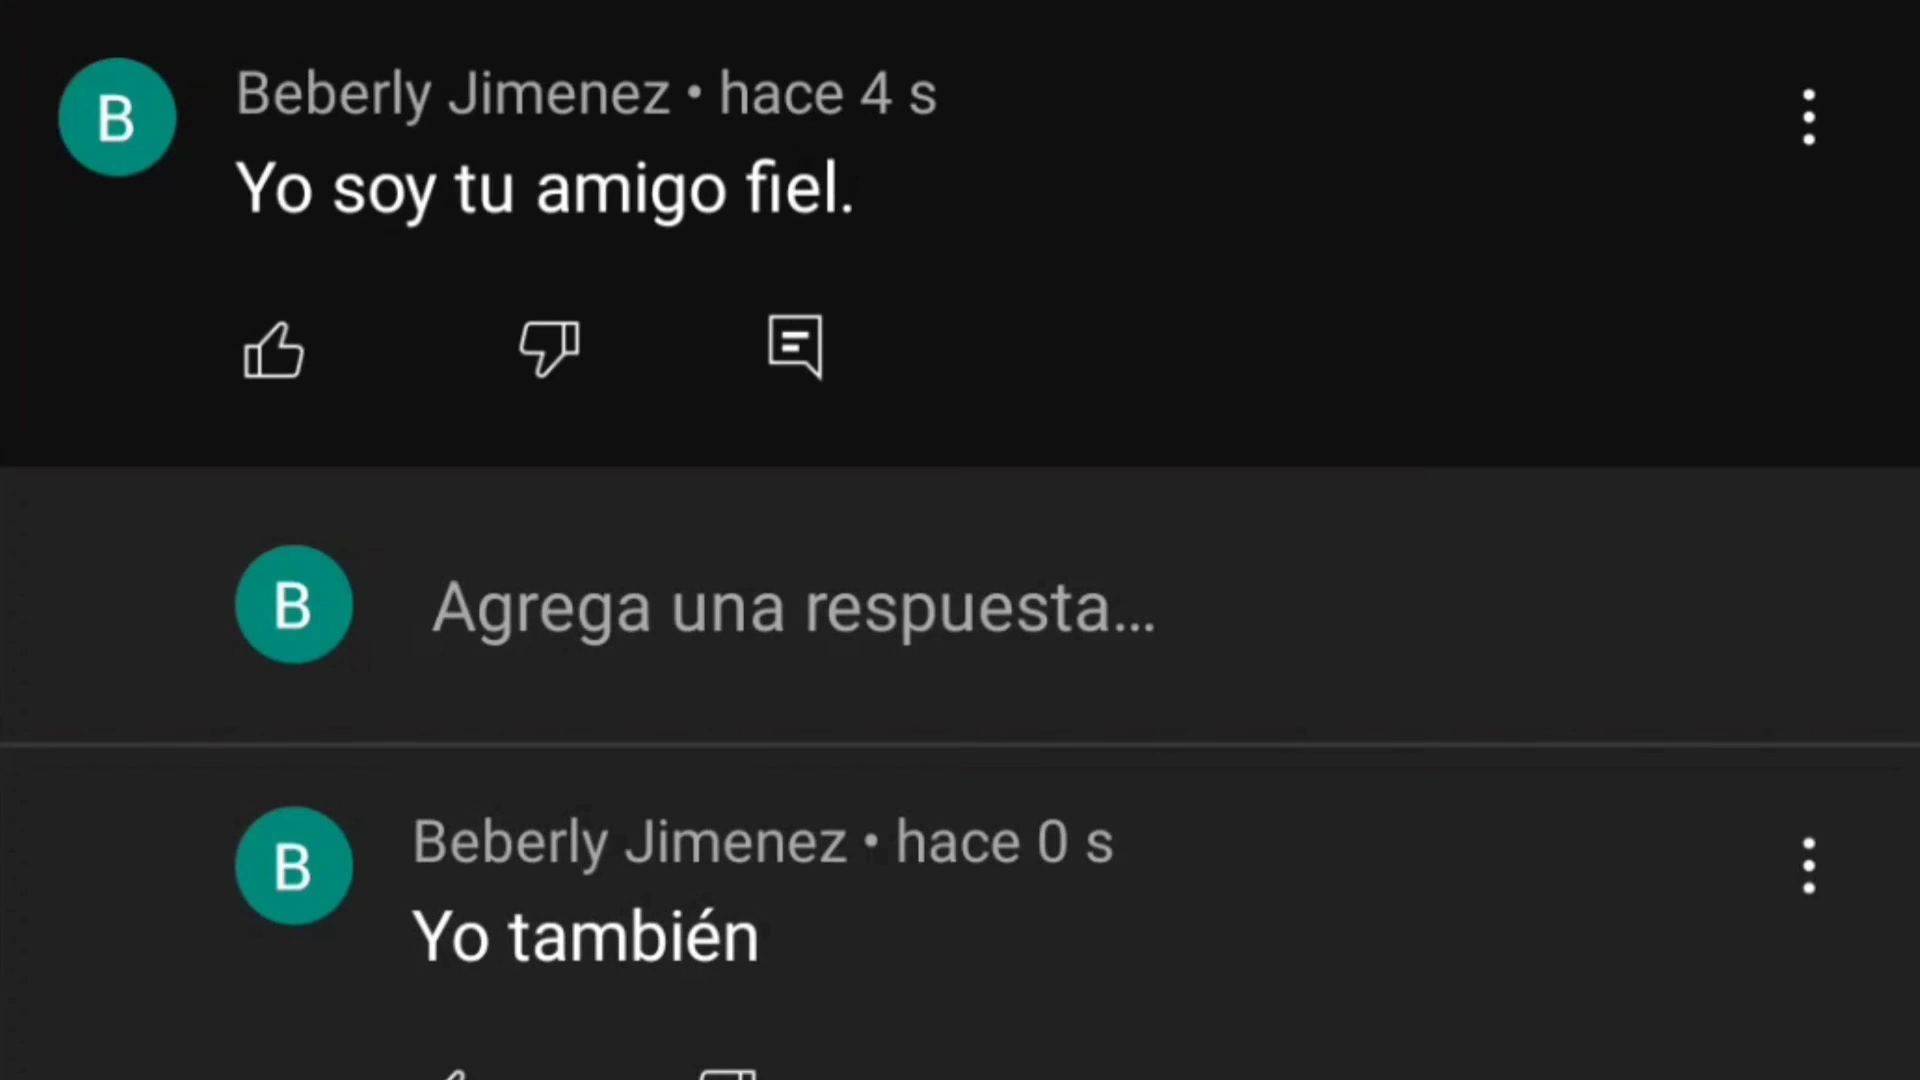 B
Beberly Jimenez • hace 4 s
Yo soy tu amigo fiel.
B
Agrega una respuesta...
B
Beberly Jimenez • hace 0 s
Yo también